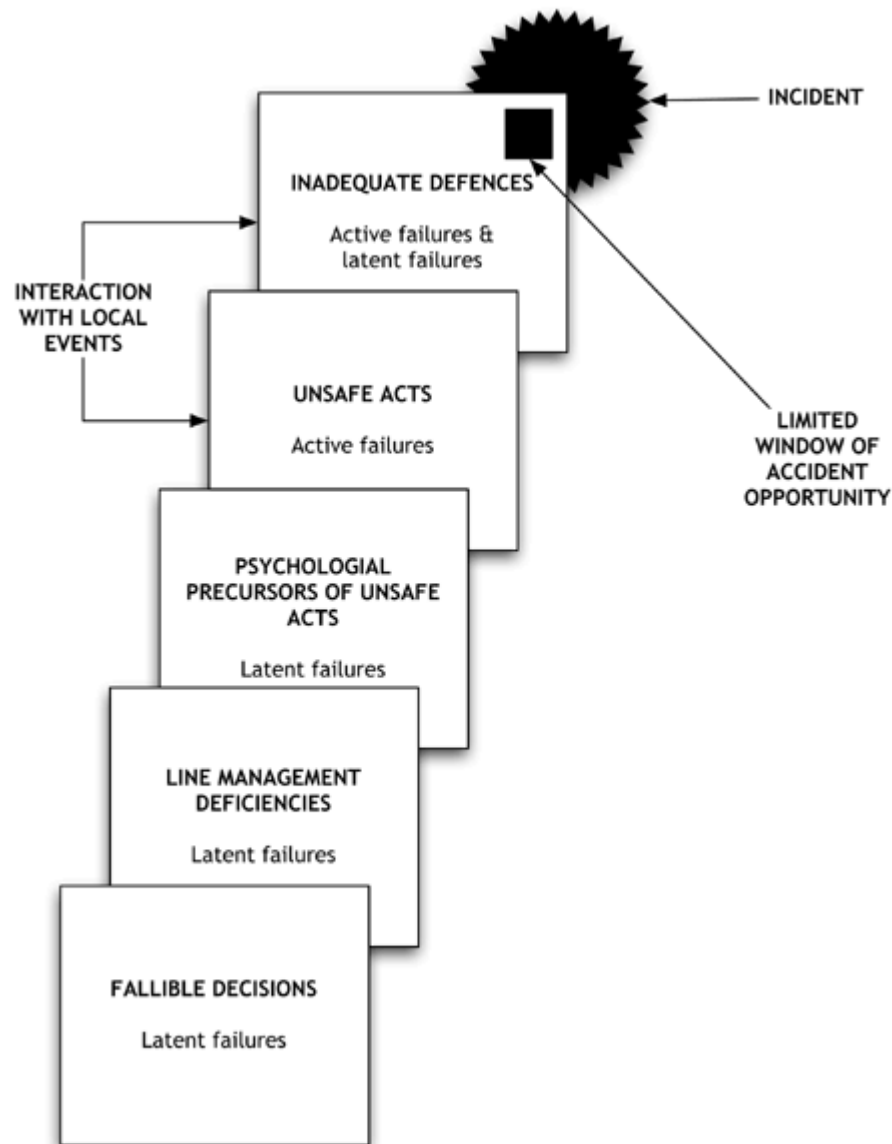 INCIDENT
INADEQUATE DEFENCES
Active failures &
latent failures
INTERACTION
WITH LOCAL
EVENTS
UNSAFE ACTS
Active failures
LIMITED
WINDOW OF
ACCIDENT
OPPORTUNITY
PSYCHOLOGIAL
PRECURSORS OF UNSAFE
ACTS
Latent failures
LINE MANAGEMENT
DEFICIENCIES
Latent failures
FALLIBLE DECISIONS
Latent failures